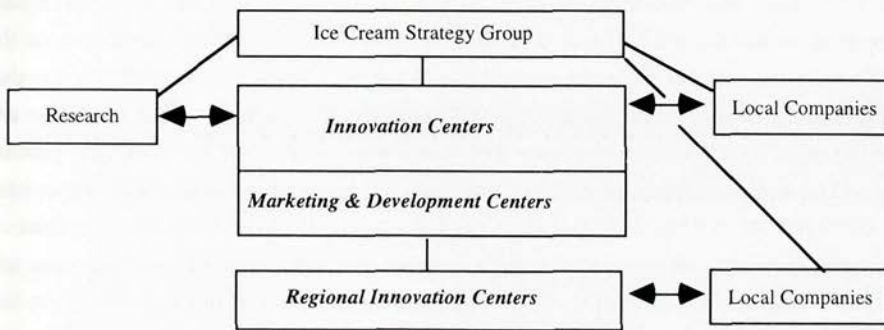 Ice Cream Strategy Group
Research
Innovation Centers
Local Companies
Marketing & Development Centers
Regional Innovation Centers
Local Companies